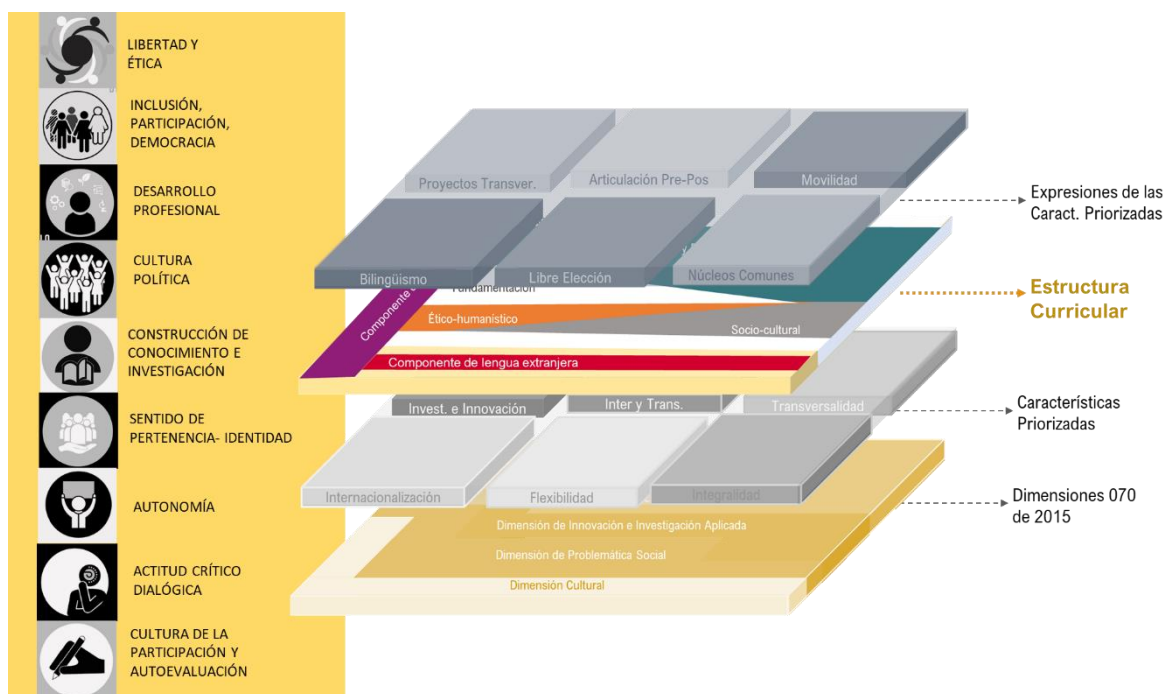 LIBERTAD Y
ÉTICA
INCLUSIÓN,
PARTICIPACIÓN,
DEMOCRACIA
DESARROLLO
PROFESIONAL
CULTURA
POLÍTICA
CONSTRUCCIÓN DE
CONOCIMIENTO E
INVESTIGACIÓN
SENTIDO DE
PERTENENCIA- IDENTIDAD
AUTONOMÍA
ACTITUD CRÍTICO
DIALÓGICA
CULTURA DE LA
PARTICIPACIÓN Y
AUTOEVALUACIÓN
Proyectos Transver.
Articulación Pre-Pos
Movilidad
Bilingüismo
Libre Elección
Núcleos Comunes
Componente
Fundamentación
Ético-humanístico
Socio-cultural
Componente de lengua extranjera
Invest. e Innovación
Inter y Trans.
Transversalidad
Internacionalización
Flexibilidad
Integralidad
Dimensión de Innovación e Investigación Aplicada
Dimensión de Problemática Social
Dimensión Cultural
Expresiones de las
Caract. Priorizadas
Estructura
Curricular
Características
Priorizadas
Dimensiones 070
de 2015